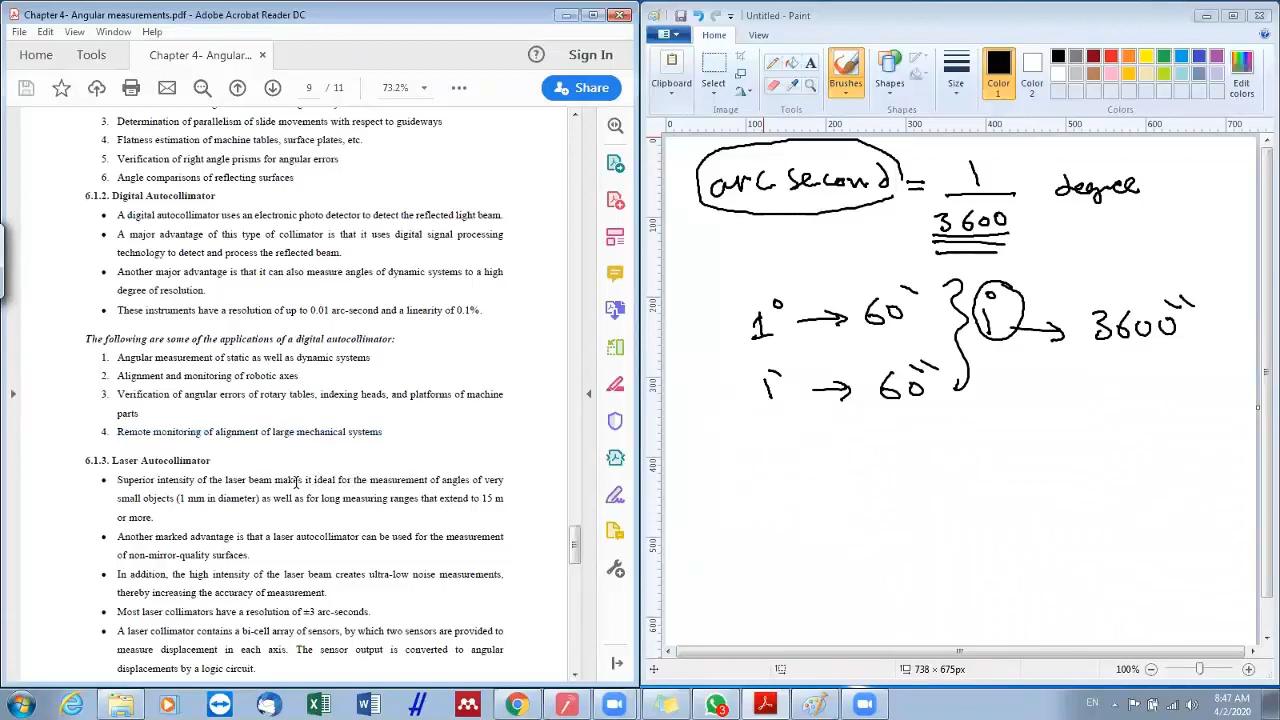 Chapter 4- Angular measurements.pdf - Adobe Acrobat Reader DC
File Edit View Window Help
Home Tools Chapter 4- Angular... × Sign In
9 / 11 73.2% Share
3. Determination of parallelism of slide movements with respect to guideways
4. Flatness estimation of machine tables, surface plates, etc.
5. Verification of right angle prisms for angular errors
6. Angle comparisons of reflecting surfaces
6.1.2. Digital Autocollimator
• A digital autocollimator uses an electronic photo detector to detect the reflected light beam.
• A major advantage of this type of collimator is that it uses digital signal processing
technology to detect and process the reflected beam.
• Another major advantage is that it can also measure angles of dynamic systems to a high
degree of resolution.
• These instruments have a resolution of up to 0.01 arc-second and a linearity of 0.1%.
The following are some of the applications of a digital autocollimator:
1. Angular measurement of static as well as dynamic systems
2. Alignment and monitoring of robotic axes
3. Verification of angular errors of rotary tables, indexing heads, and platforms of machine
parts
4. Remote monitoring of alignment of large mechanical systems
6.1.3. Laser Autocollimator
• Superior intensity of the laser beam makes it ideal for the measurement of angles of very
small objects (1 mm in diameter) as well as for long measuring ranges that extend to 15 m
or more.
• Another marked advantage is that a laser autocollimator can be used for the measurement
of non-mirror-quality surfaces.
• In addition, the high intensity of the laser beam creates ultra-low noise measurements,
thereby increasing the accuracy of measurement.
• Most laser collimators have a resolution of ±3 arc-seconds.
• A laser collimator contains a bi-cell array of sensors, by which two sensors are provided to
measure displacement in each axis. The sensor output is converted to angular
displacements by a logic circuit.
Untitled - Paint
Home View
Clipboard Select Brushes Shapes Size Color 1 Color 2 Edit colors
Image Tools Shapes Colors
0 100 200 300 400 500 600 700
0
100
200
300
400
500
600
arc second = 1 / 3600 degree
1° → 60'
1' → 60''
1° → 3600''
738 × 675px 100%
EN 8:47 AM
4/2/2020